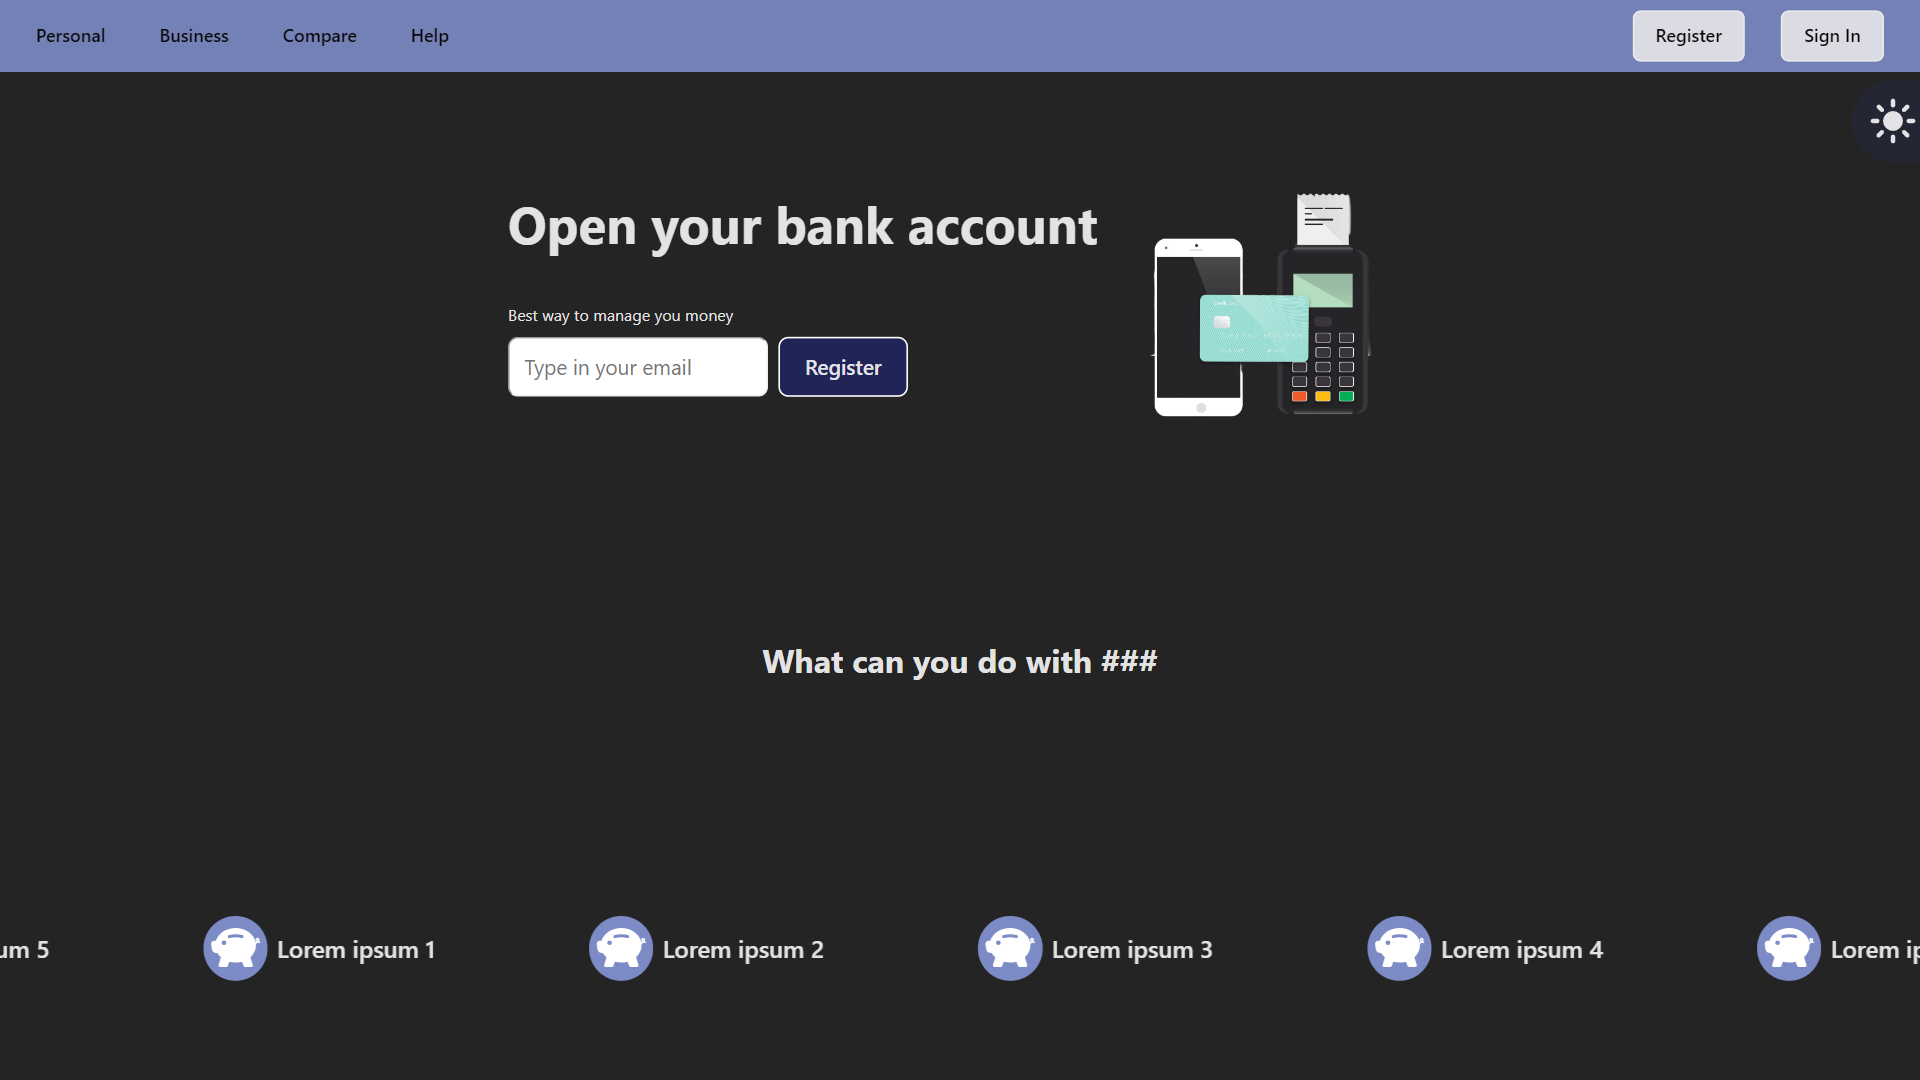 Personal Business Compare Help Register Sign In
Open your bank account
Best way to manage you money
Type in your email Register
What can you do with ###
um 5 Lorem ipsum 1 Lorem ipsum 2 Lorem ipsum 3 Lorem ipsum 4 Lorem ip